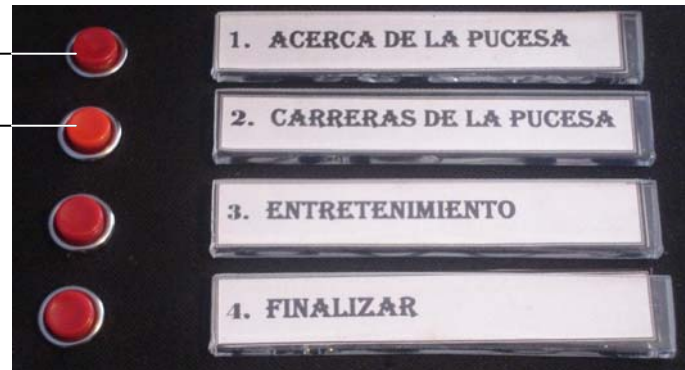 1. ACERCA DE LA PUCESA
2. CARRERAS DE LA PUCESA
3. ENTRETENIMIENTO
4. FINALIZAR